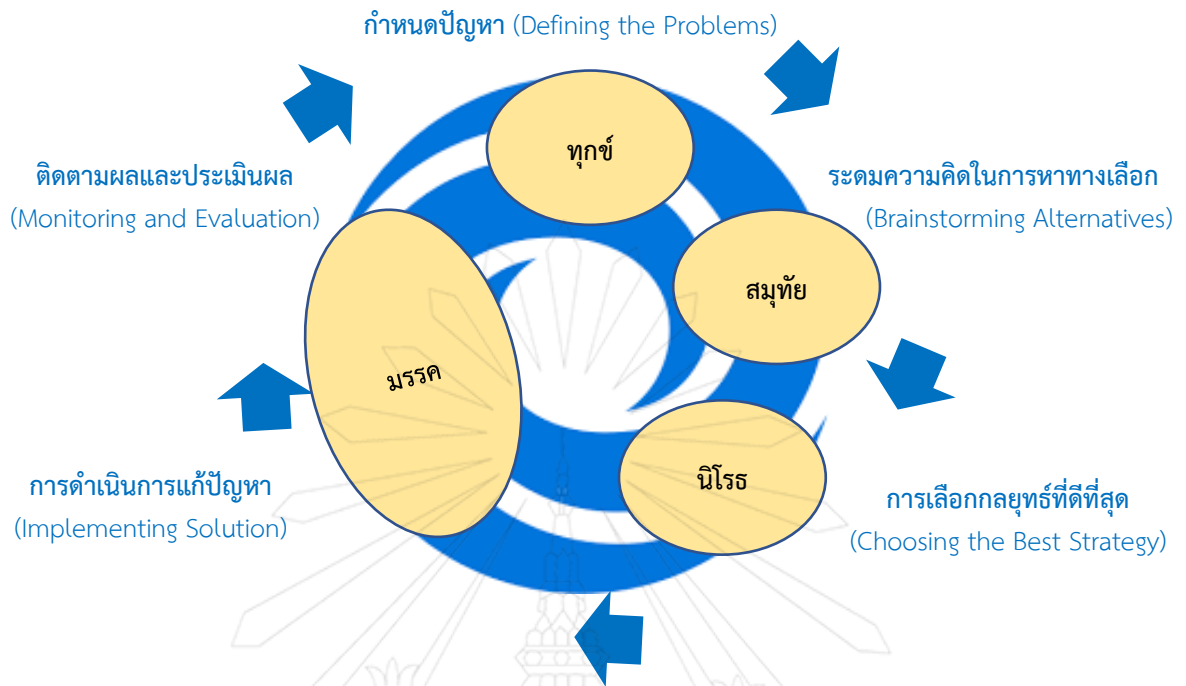 กำหนดปัญหา (Defining the Problems)
ทุกข์
ติดตามผลและประเมินผล
(Monitoring and Evaluation)
ระดมความคิดในการหาทางเลือก
(Brainstorming Alternatives)
สมุทัย
มรรค
นิโรธ
การดำเนินการแก้ปัญหา
(Implementing Solution)
การเลือกกลยุทธ์ที่ดีที่สุด
(Choosing the Best Strategy)